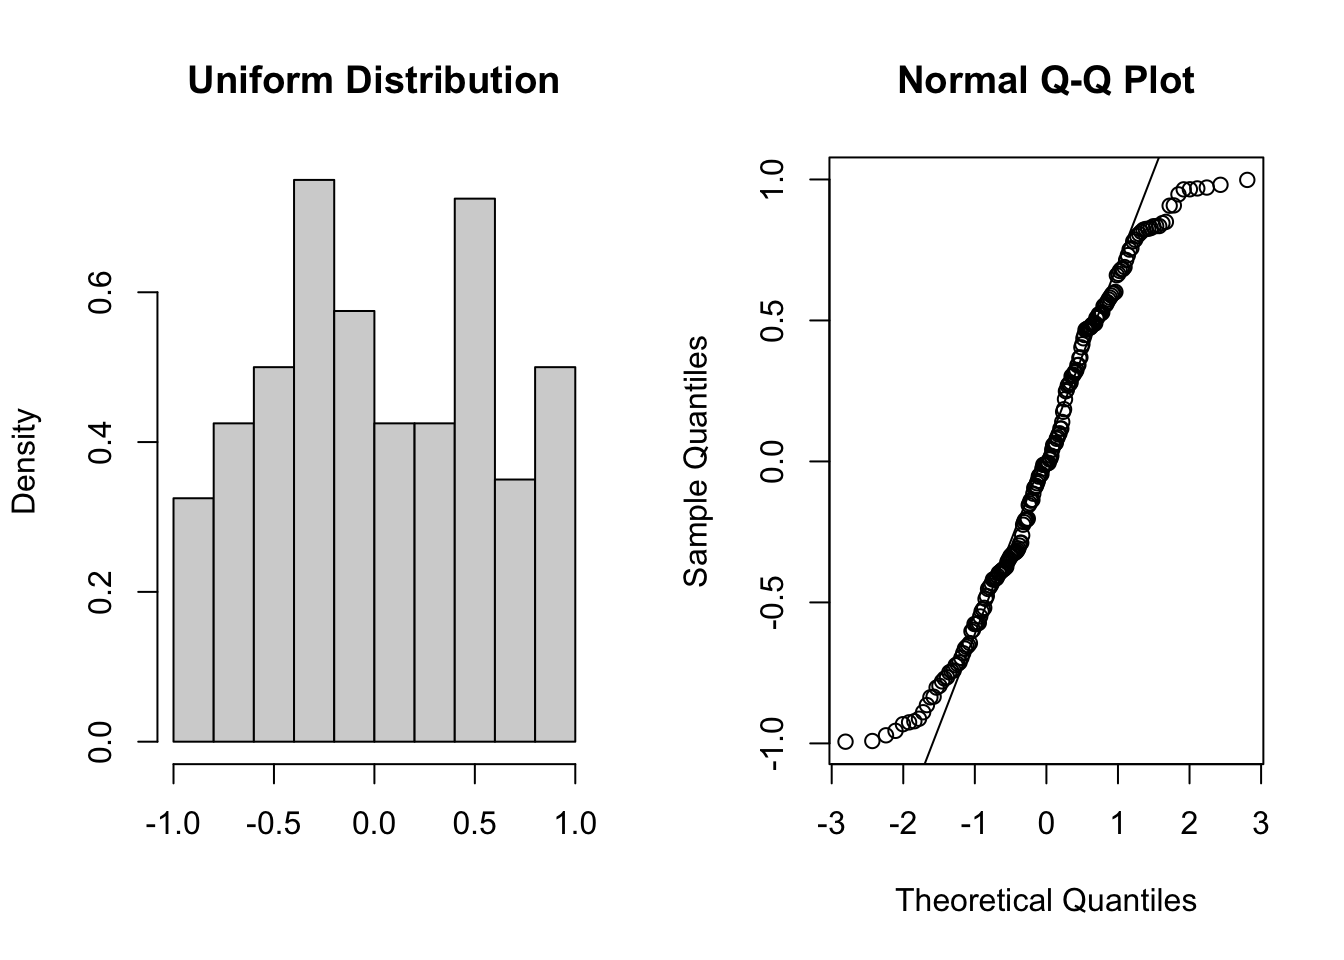 Uniform Distribution
Density
0.0
0.2
0.4
0.6
-1.0 -0.5 0.0 0.5 1.0
Normal Q-Q Plot
Sample Quantiles
-1.0
-0.5
0.0
0.5
1.0
-3 -2 -1 0 1 2 3
Theoretical Quantiles